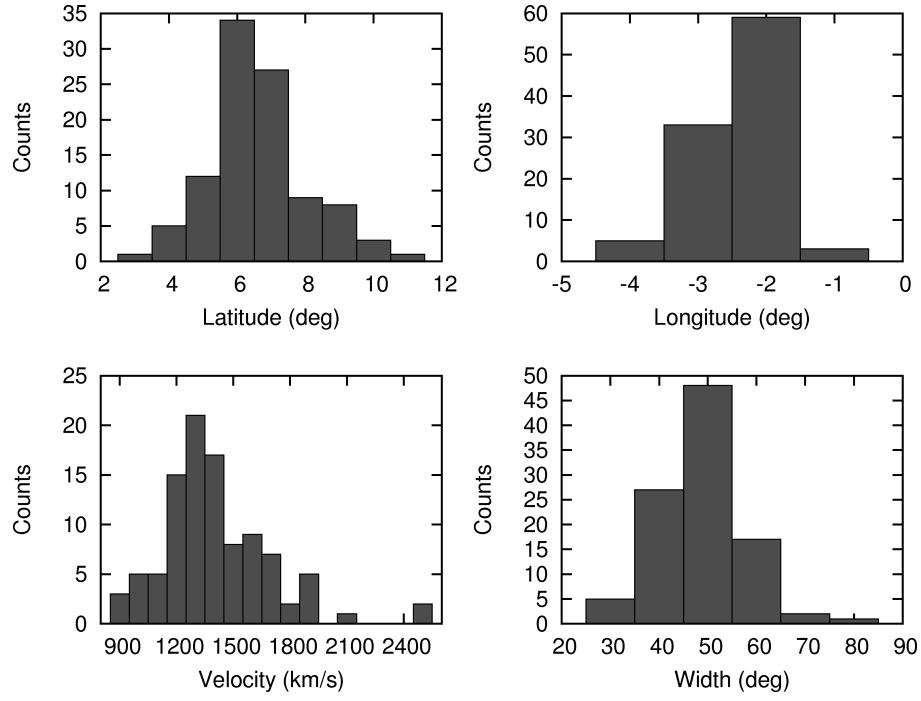 35
30
25
20
15
10
5
0
Counts
2 4 6 8 10 12
Latitude (deg)
60
50
40
30
20
10
0
Counts
-5 -4 -3 -2 -1 0
Longitude (deg)
25
20
15
10
5
0
Counts
900 1200 1500 1800 2100 2400
Velocity (km/s)
50
45
40
35
30
25
20
15
10
5
0
Counts
20 30 40 50 60 70 80 90
Width (deg)